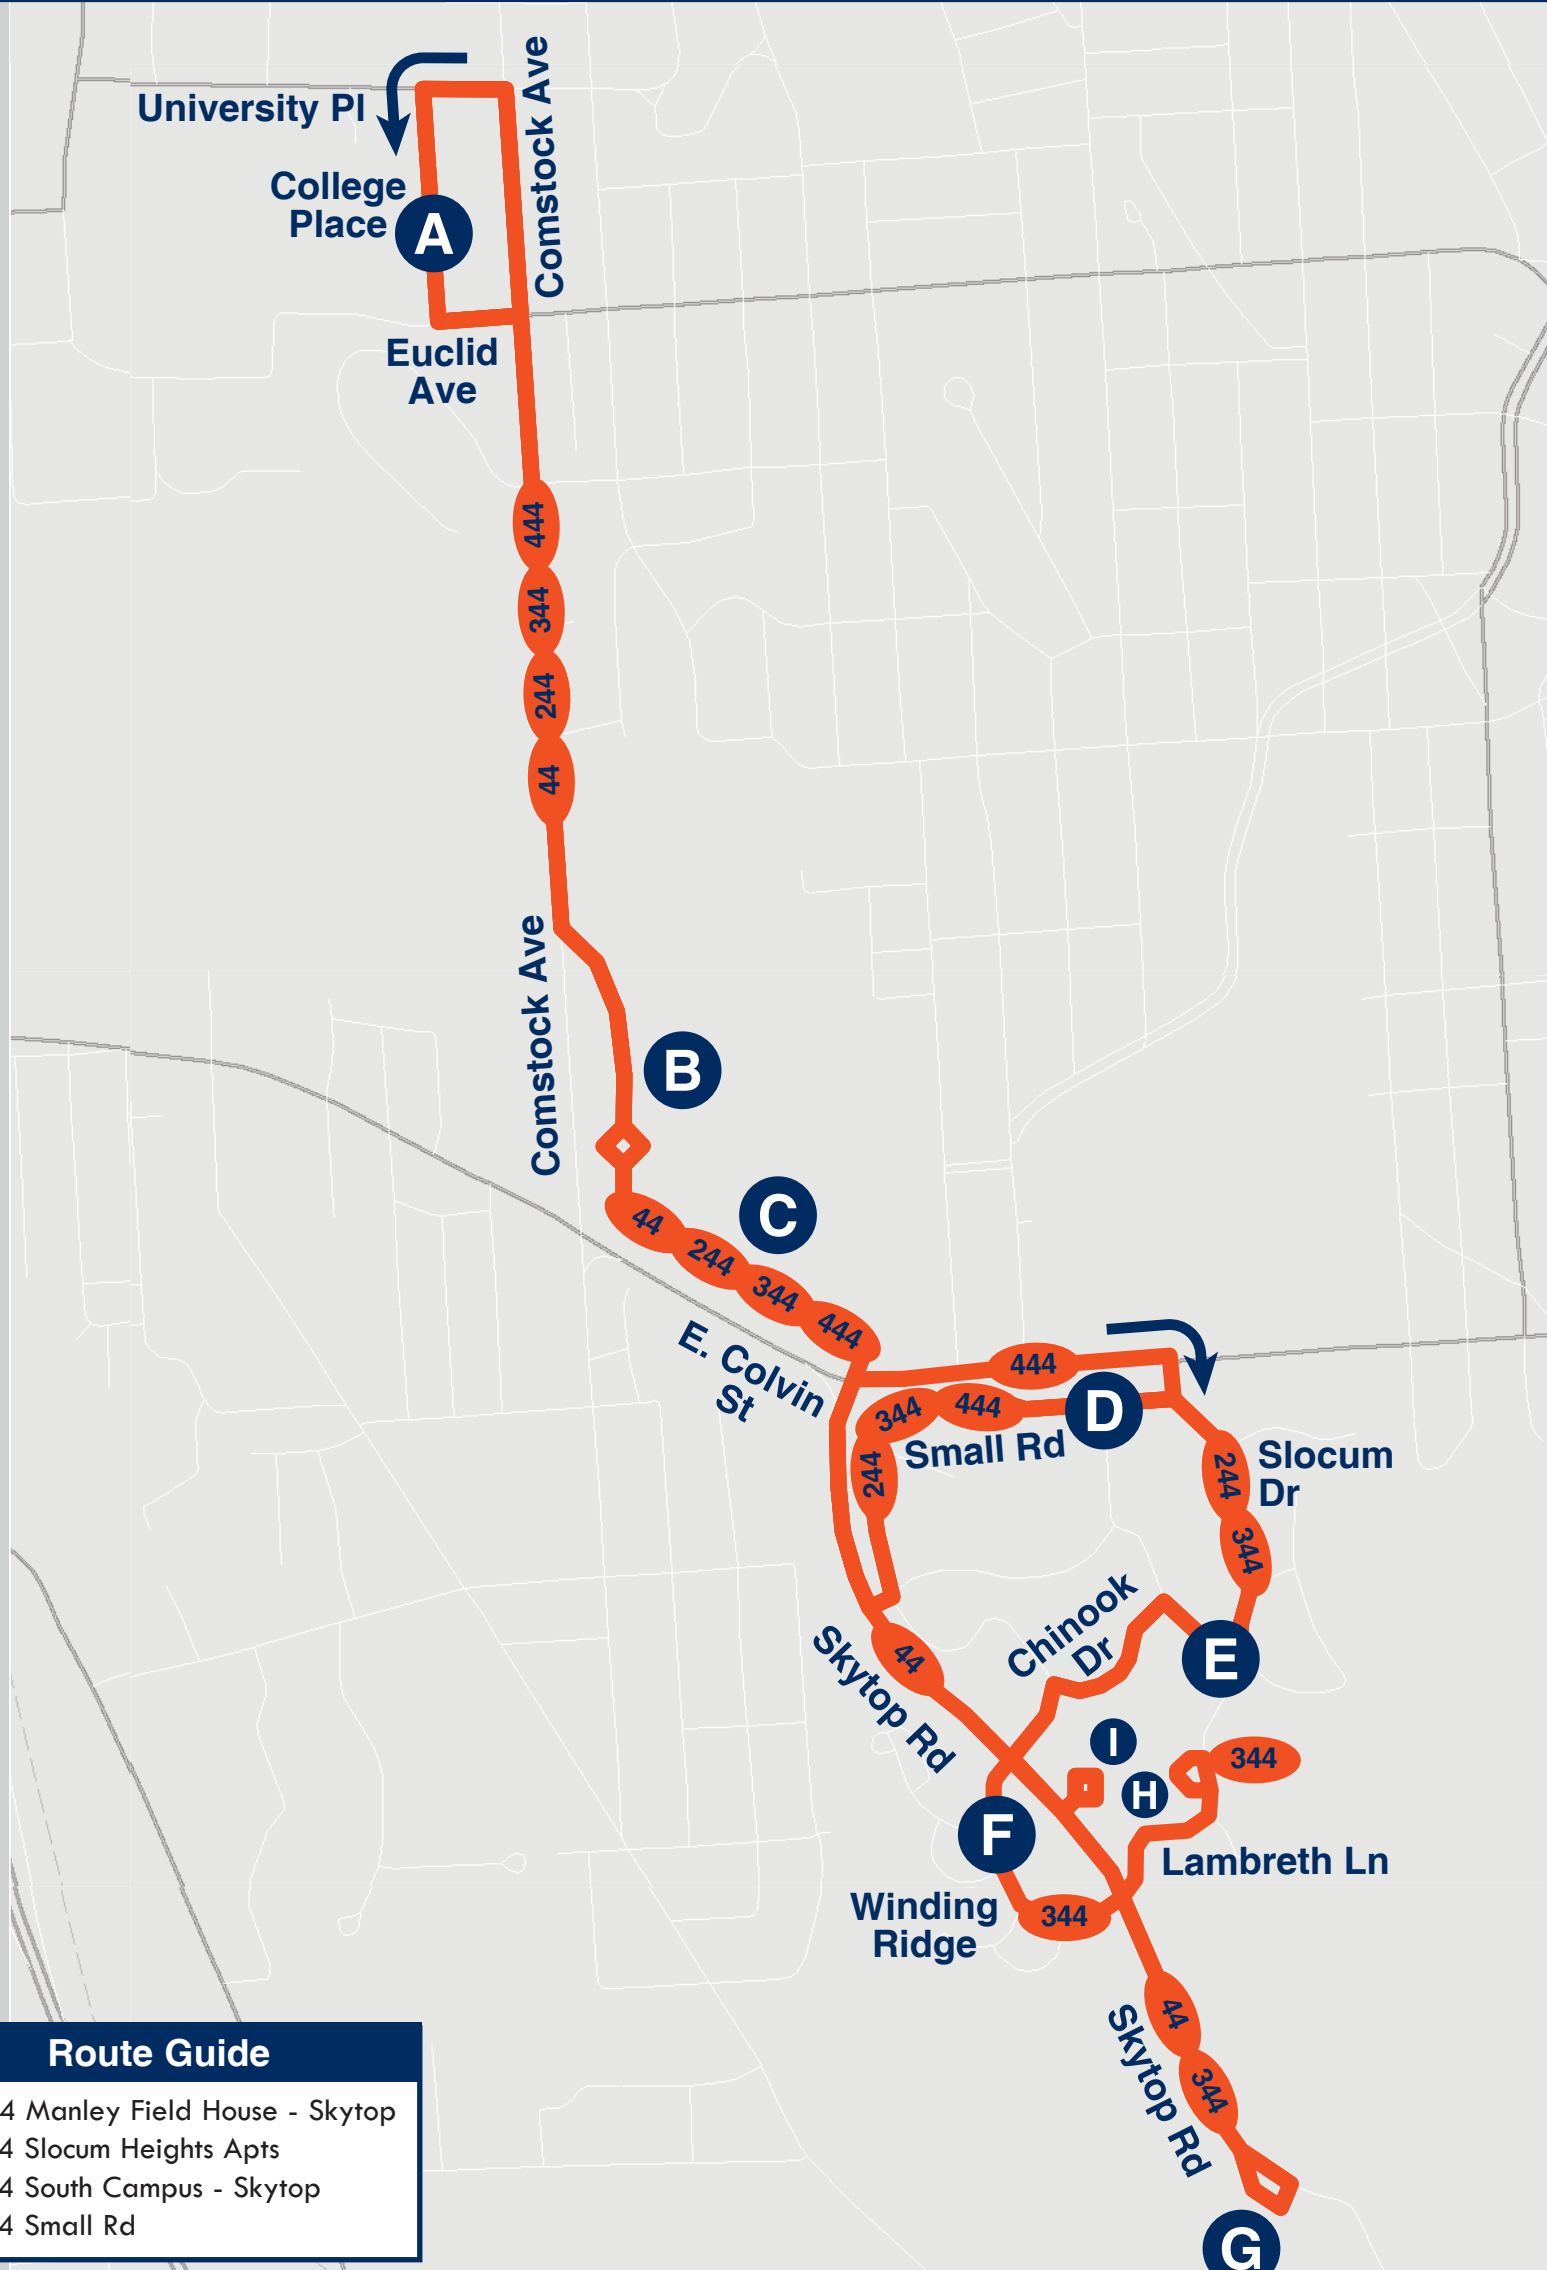 University Pl
Comstock Ave
College
Place
A
Euclid
Ave
444
344
244
44
Comstock Ave
B
C
44
244
344
444
E. Colvin
St
444
D
344
444
244
Small Rd
Slocum
Dr
244
344
Chinook
Dr
E
44
Skytop Rd
I
H
344
F
Lambreth Ln
Winding
Ridge
344
44
344
Skytop Rd
G
Route Guide
4 Manley Field House - Skytop
4 Slocum Heights Apts
4 South Campus - Skytop
4 Small Rd